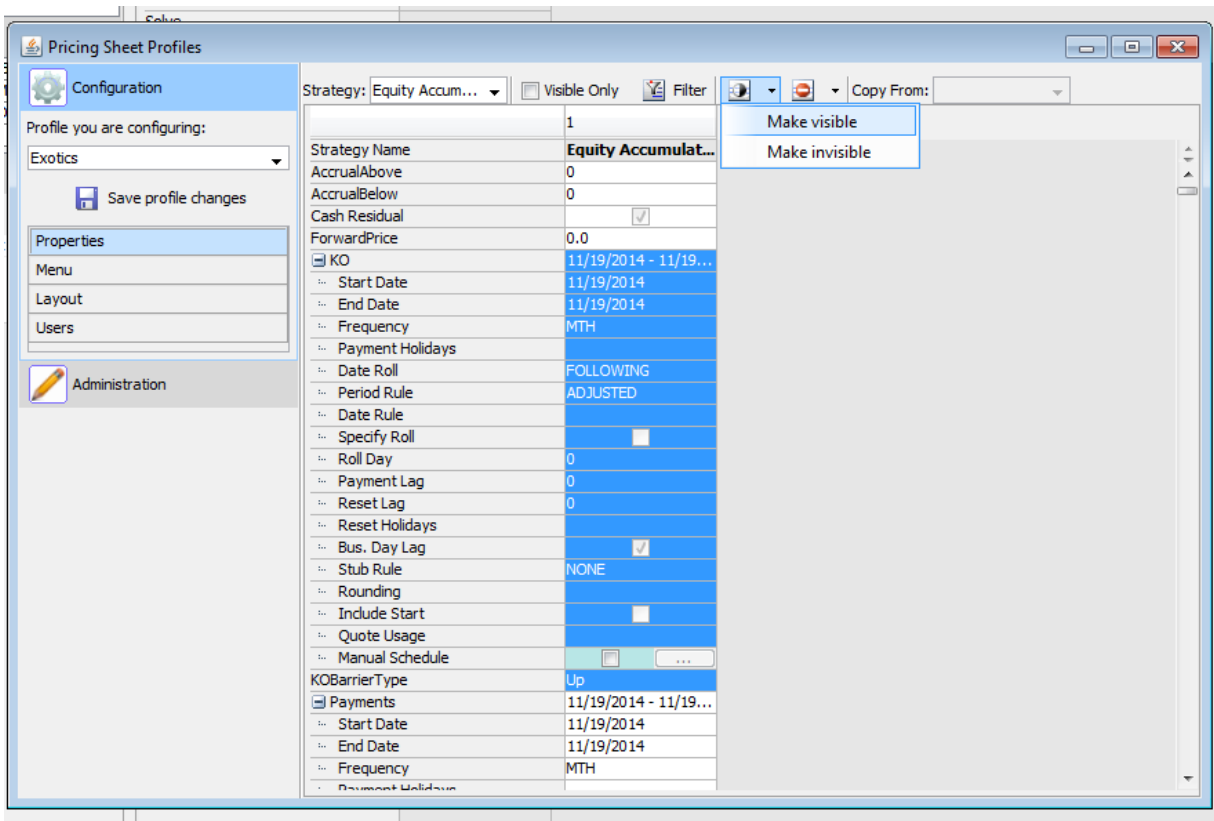 Solve
Pricing Sheet Profiles
Configuration
Profile you are configuring:
Exotics
Save profile changes
Properties
Menu
Layout
Users
Administration
Strategy: Equity Accum... Visible Only Filter Copy From:
Make visible
Make invisible
1
Strategy Name Equity Accumulat...
AccrualAbove 0
AccrualBelow 0
Cash Residual
ForwardPrice 0.0
KO 11/19/2014 - 11/19...
Start Date 11/19/2014
End Date 11/19/2014
Frequency MTH
Payment Holidays
Date Roll FOLLOWING
Period Rule ADJUSTED
Date Rule
Specify Roll
Roll Day 0
Payment Lag 0
Reset Lag 0
Reset Holidays
Bus. Day Lag
Stub Rule NONE
Rounding
Include Start
Quote Usage
Manual Schedule ...
KOBarrierType Up
Payments 11/19/2014 - 11/19...
Start Date 11/19/2014
End Date 11/19/2014
Frequency MTH
Payment Holidays